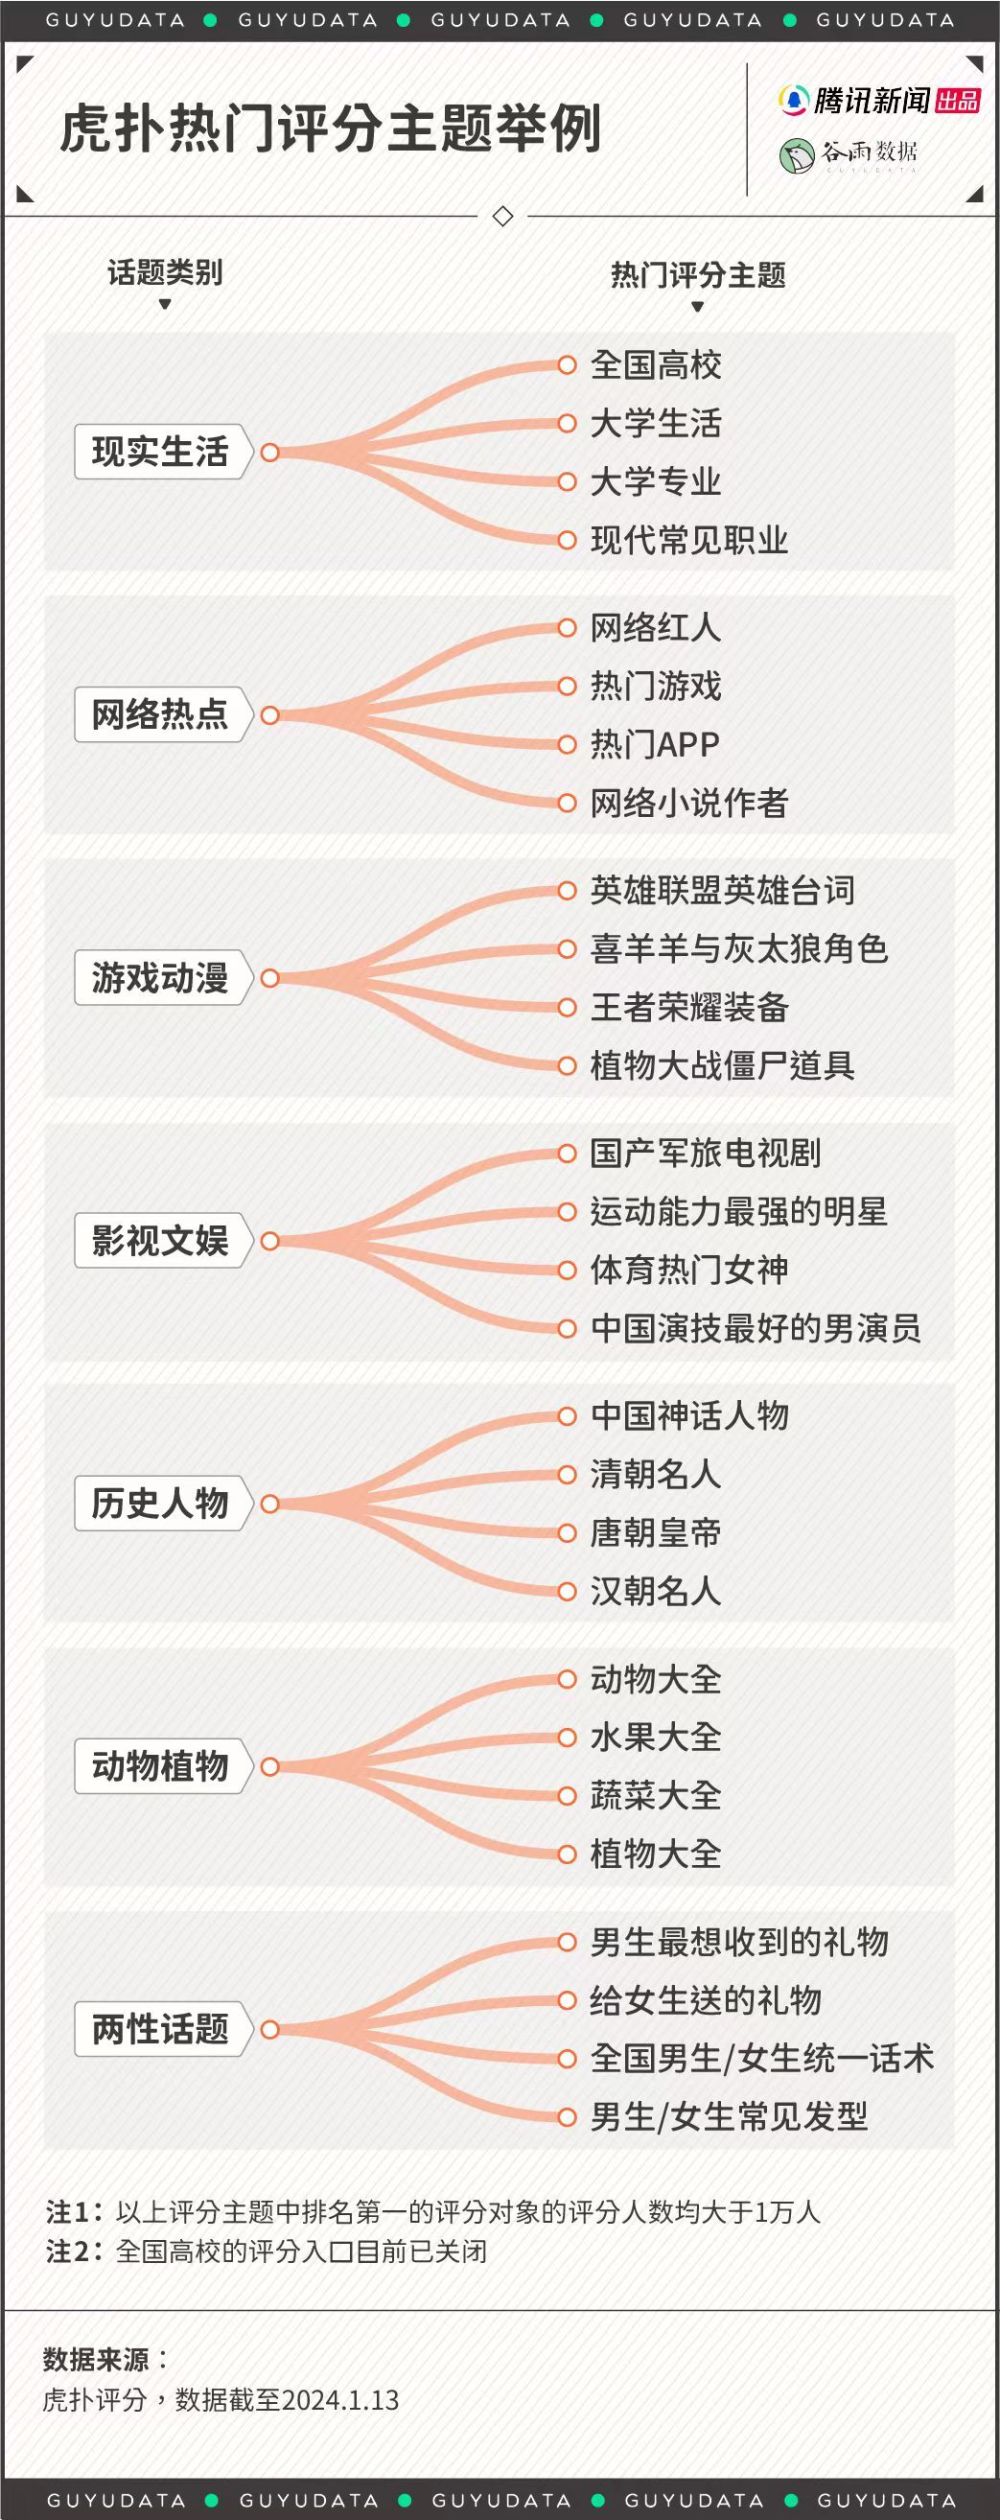 GUYUDATA ● GUYUDATA ● GUYUDATA ● GUYUDATA ● GUYUDATA
虎扑热门评分主题举例
腾讯新闻 出品
谷雨数据
GUYUDATA
话题类别
热门评分主题
现实生活
全国高校
大学生活
大学专业
现代常见职业
网络热点
网络红人
热门游戏
热门APP
网络小说作者
游戏动漫
英雄联盟英雄台词
喜羊羊与灰太狼角色
王者荣耀装备
植物大战僵尸道具
影视文娱
国产军旅电视剧
运动能力最强的明星
体育热门女神
中国演技最好的男演员
历史人物
中国神话人物
清朝名人
唐朝皇帝
汉朝名人
动物植物
动物大全
水果大全
蔬菜大全
植物大全
两性话题
男生最想收到的礼物
给女生送的礼物
全国男生/女生统一话术
男生/女生常见发型
注1：以上评分主题中排名第一的评分对象的评分人数均大于1万人
注2：全国高校的评分入口目前已关闭
数据来源：
虎扑评分，数据截至2024.1.13
GUYUDATA ● GUYUDATA ● GUYUDATA ● GUYUDATA ● GUYUDATA